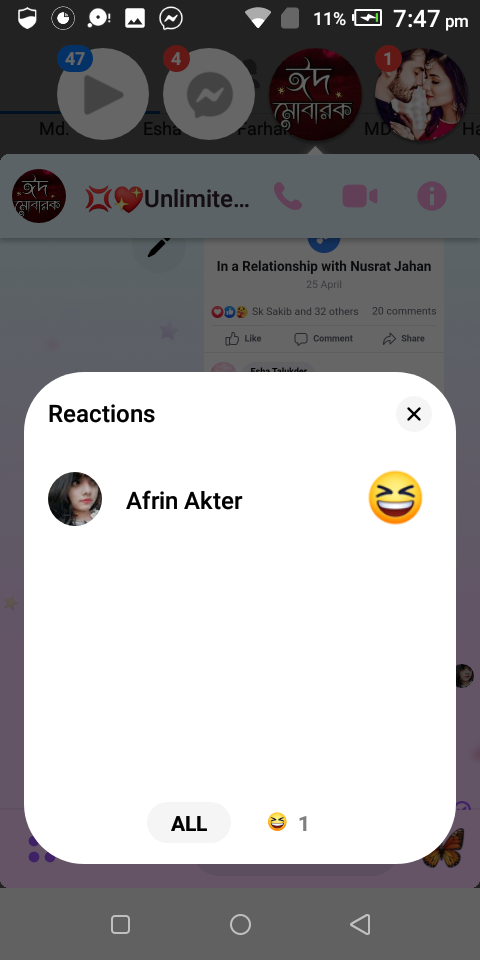 11% 7:47 pm
47
4
1
ঈদ
মোবারক
Md.
Esha
Farhan
MD
Ha
ঈদ
মোবারক
Unlimite...
In a Relationship with Nusrat Jahan
25 April
Sk Sakib and 32 others
20 comments
Like
Comment
Share
Esha Talukder
Reactions
Afrin Akter
ALL
1